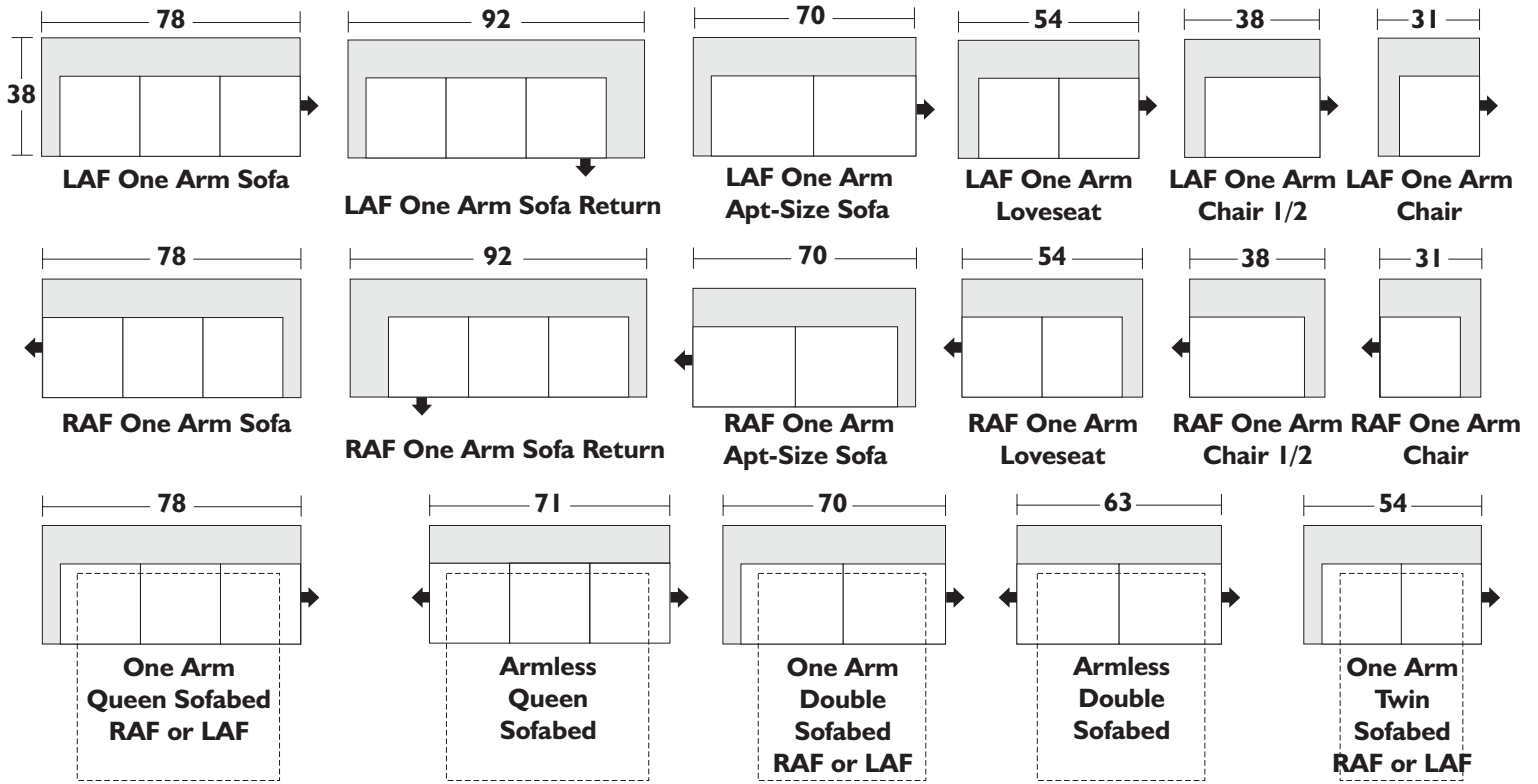 78
92
70
54
38
31
38
LAF One Arm Sofa
LAF One Arm Sofa Return
LAF One Arm
Apt-Size Sofa
LAF One Arm
Loveseat
LAF One Arm
Chair 1/2
LAF One Arm
Chair
78
92
70
54
38
31
RAF One Arm Sofa
RAF One Arm Sofa Return
RAF One Arm
Apt-Size Sofa
RAF One Arm
Loveseat
RAF One Arm
Chair 1/2
RAF One Arm
Chair
78
71
70
63
54
One Arm
Queen Sofabed
RAF or LAF
Armless
Queen
Sofabed
One Arm
Double
Sofabed
RAF or LAF
Armless
Double
Sofabed
One Arm
Twin
Sofabed
RAF or LAF